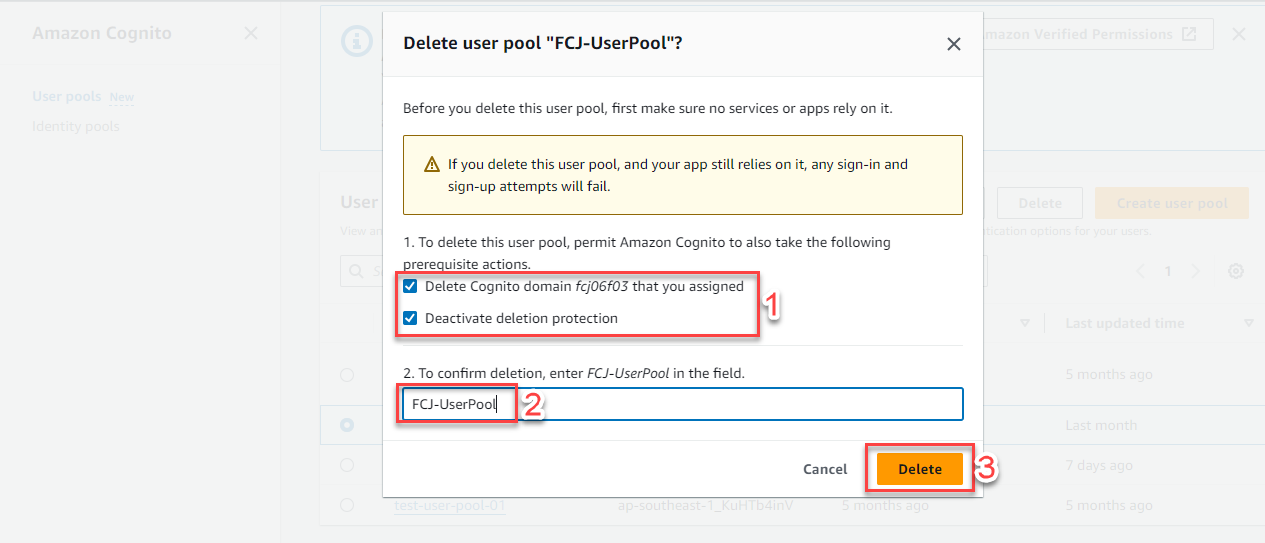 Amazon Cognito
User pools New
Identity pools
Amazon Verified Permissions
Delete user pool "FCJ-UserPool"?
Before you delete this user pool, first make sure no services or apps rely on it.
If you delete this user pool, and your app still relies on it, any sign-in and
sign-up attempts will fail.
1. To delete this user pool, permit Amazon Cognito to also take the following
prerequisite actions.
Delete Cognito domain fcj06f03 that you assigned
Deactivate deletion protection
1
2. To confirm deletion, enter FCJ-UserPool in the field.
FCJ-UserPool
2
Cancel
Delete
3
User
Delete
Create user pool
View
options for your users.
1
Last updated time
5 months ago
Last month
7 days ago
test-user-pool-01
ap-southeast-1_KuHTb4inV
5 months ago
5 months ago